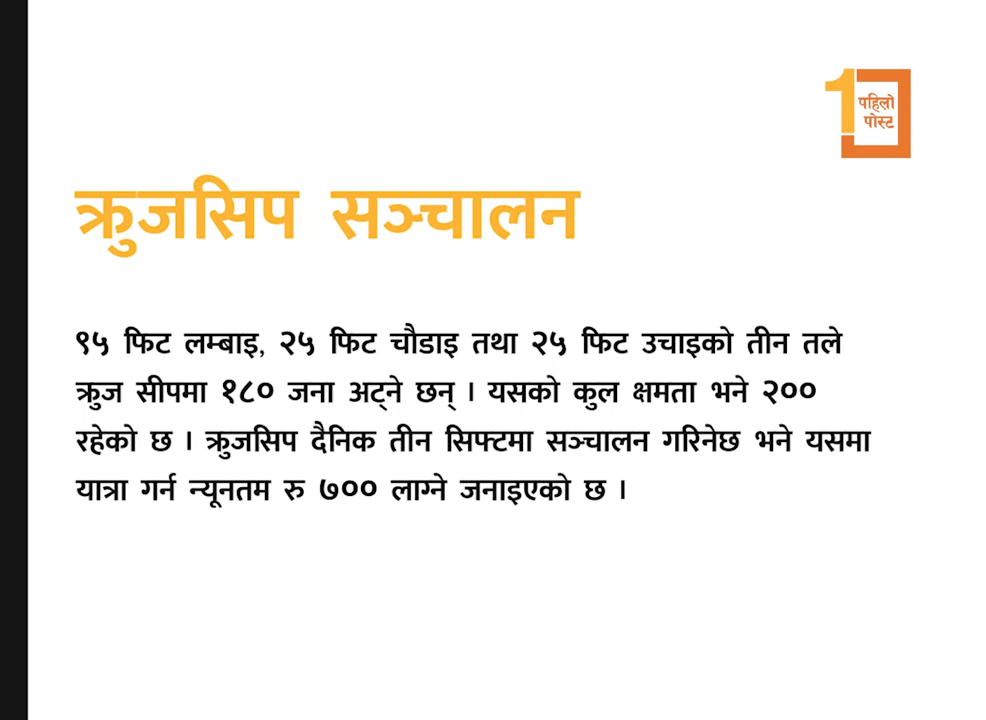 1
पहिलो
पोस्ट
क्रुजसिप सञ्चालन
९५ फिट लम्बाइ, २५ फिट चौडाइ तथा २५ फिट उचाइको तीन तले
क्रुज सीपमा १८० जना अट्ने छन् । यसको कुल क्षमता भने २००
रहेको छ । क्रुजसिप दैनिक तीन सिफ्टमा सञ्चालन गरिनेछ भने यसमा
यात्रा गर्न न्यूनतम रु ७०० लाग्ने जनाइएको छ ।